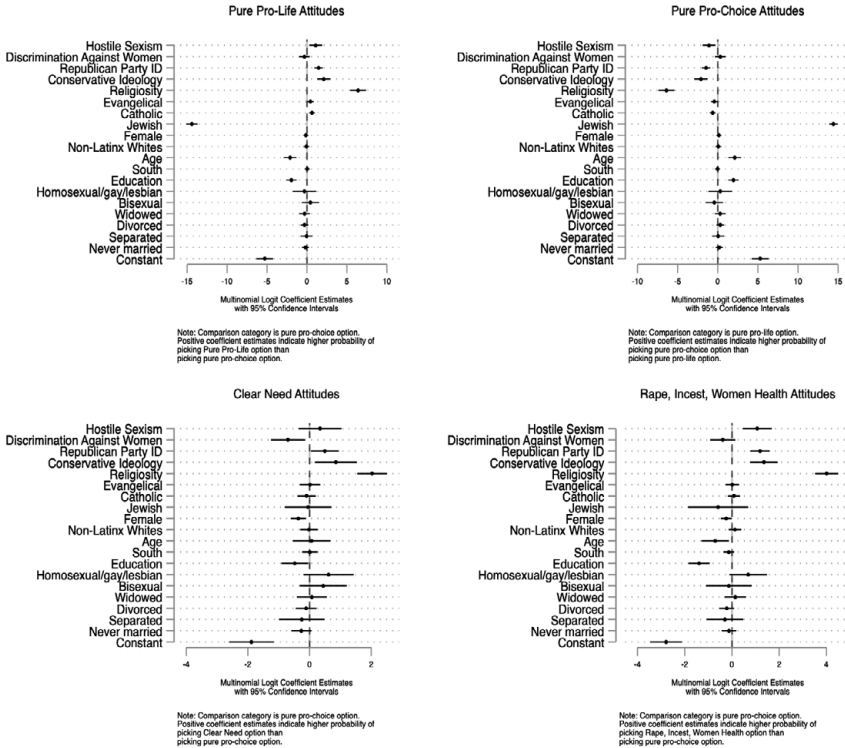 Pure Pro-Life Attitudes
Hostile Sexism
Discrimination Against Women
Republican Party ID
Conservative Ideology
Religiosity
Evangelical
Catholic
Jewish
Female
Non-Latinx Whites
Age
South
Education
Homosexual/gay/lesbian
Bisexual
Widowed
Divorced
Separated
Never married
Constant
-15 -10 -5 0 5 10
Multinomial Logit Coefficient Estimates
with 95% Confidence Intervals
Note: Comparison category is pure pro-choice option.
Positive coefficient estimates indicate higher probability of
picking Pure Pro-Life option than
picking pure pro-choice option.
Pure Pro-Choice Attitudes
Hostile Sexism
Discrimination Against Women
Republican Party ID
Conservative Ideology
Religiosity
Evangelical
Catholic
Jewish
Female
Non-Latinx Whites
Age
South
Education
Homosexual/gay/lesbian
Bisexual
Widowed
Divorced
Separated
Never married
Constant
-10 -5 0 5 10 15
Multinomial Logit Coefficient Estimates
with 95% Confidence Intervals
Note: Comparison category is pure pro-life option.
Positive coefficient estimates indicate higher probability of
picking pure pro-choice option than
picking pure pro-life option.
Clear Need Attitudes
Hostile Sexism
Discrimination Against Women
Republican Party ID
Conservative Ideology
Religiosity
Evangelical
Catholic
Jewish
Female
Non-Latinx Whites
Age
South
Education
Homosexual/gay/lesbian
Bisexual
Widowed
Divorced
Separated
Never married
Constant
-4 -2 0 2
Multinomial Logit Coefficient Estimates
with 95% Confidence Intervals
Note: Comparison category is pure pro-choice option.
Positive coefficient estimates indicate higher probability of
picking Clear Need option than
picking pure pro-choice option.
Rape, Incest, Women Health Attitudes
Hostile Sexism
Discrimination Against Women
Republican Party ID
Conservative Ideology
Religiosity
Evangelical
Catholic
Jewish
Female
Non-Latinx Whites
Age
South
Education
Homosexual/gay/lesbian
Bisexual
Widowed
Divorced
Separated
Never married
Constant
-4 -2 0 2 4
Multinomial Logit Coefficient Estimates
with 95% Confidence Intervals
Note: Comparison category is pure pro-choice option.
Positive coefficient estimates indicate higher probability of
picking Rape, Incest, Women Health option than
picking pure pro-choice option.